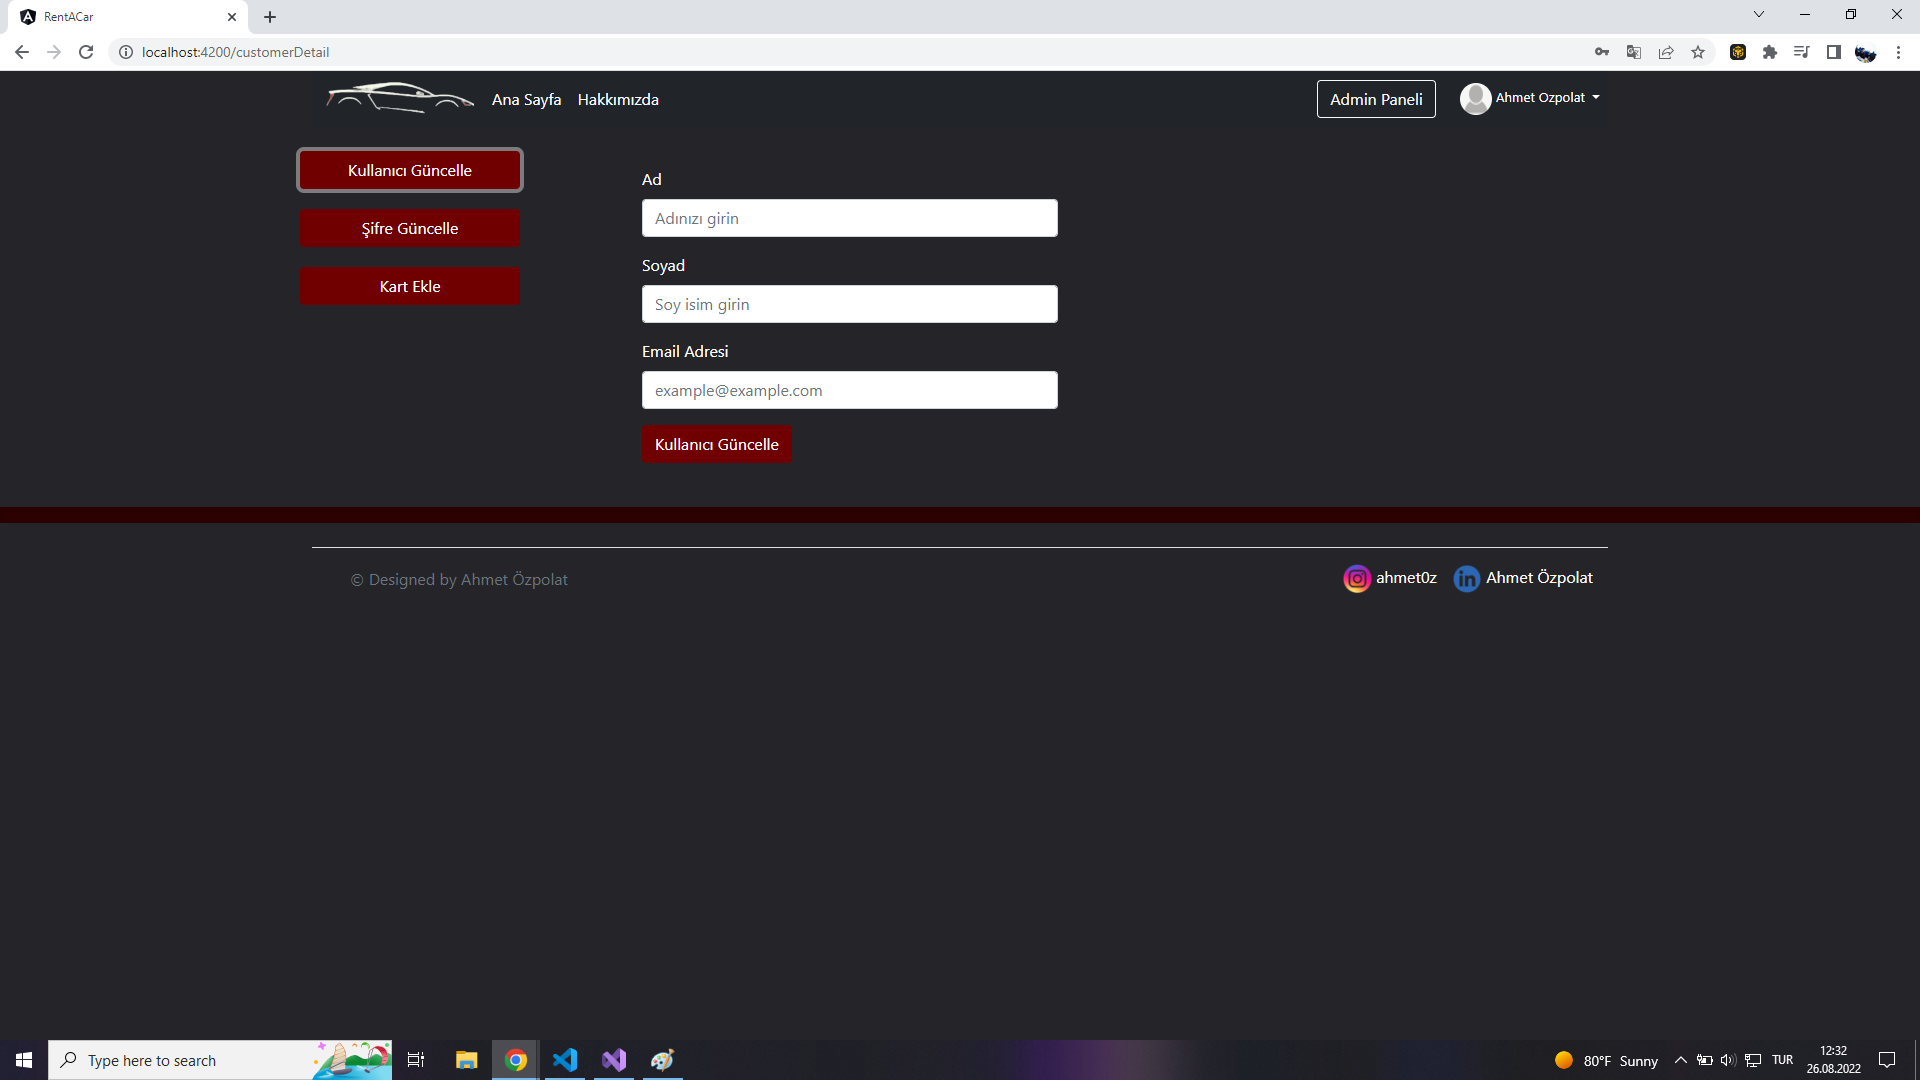 RentACar
localhost:4200/customerDetail
Ana Sayfa Hakkımızda Admin Paneli Ahmet Ozpolat
Kullanıcı Güncelle
Şifre Güncelle
Kart Ekle
Ad
Adınızı girin
Soyad
Soy isim girin
Email Adresi
example@example.com
Kullanıcı Güncelle
© Designed by Ahmet Özpolat ahmet0z Ahmet Özpolat
Type here to search 80°F Sunny TUR 12:32
26.08.2022